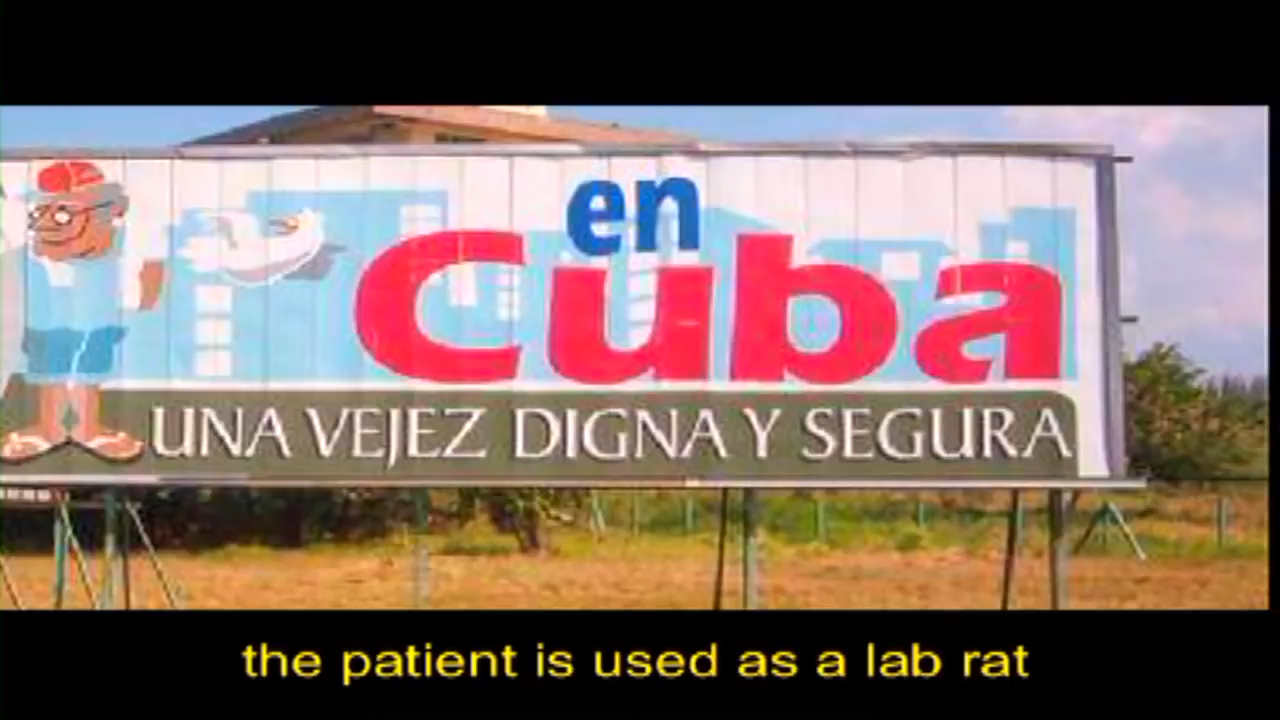 en
Cuba
UNA VEJEZ DIGNA Y SEGURA
the patient is used as a lab rat